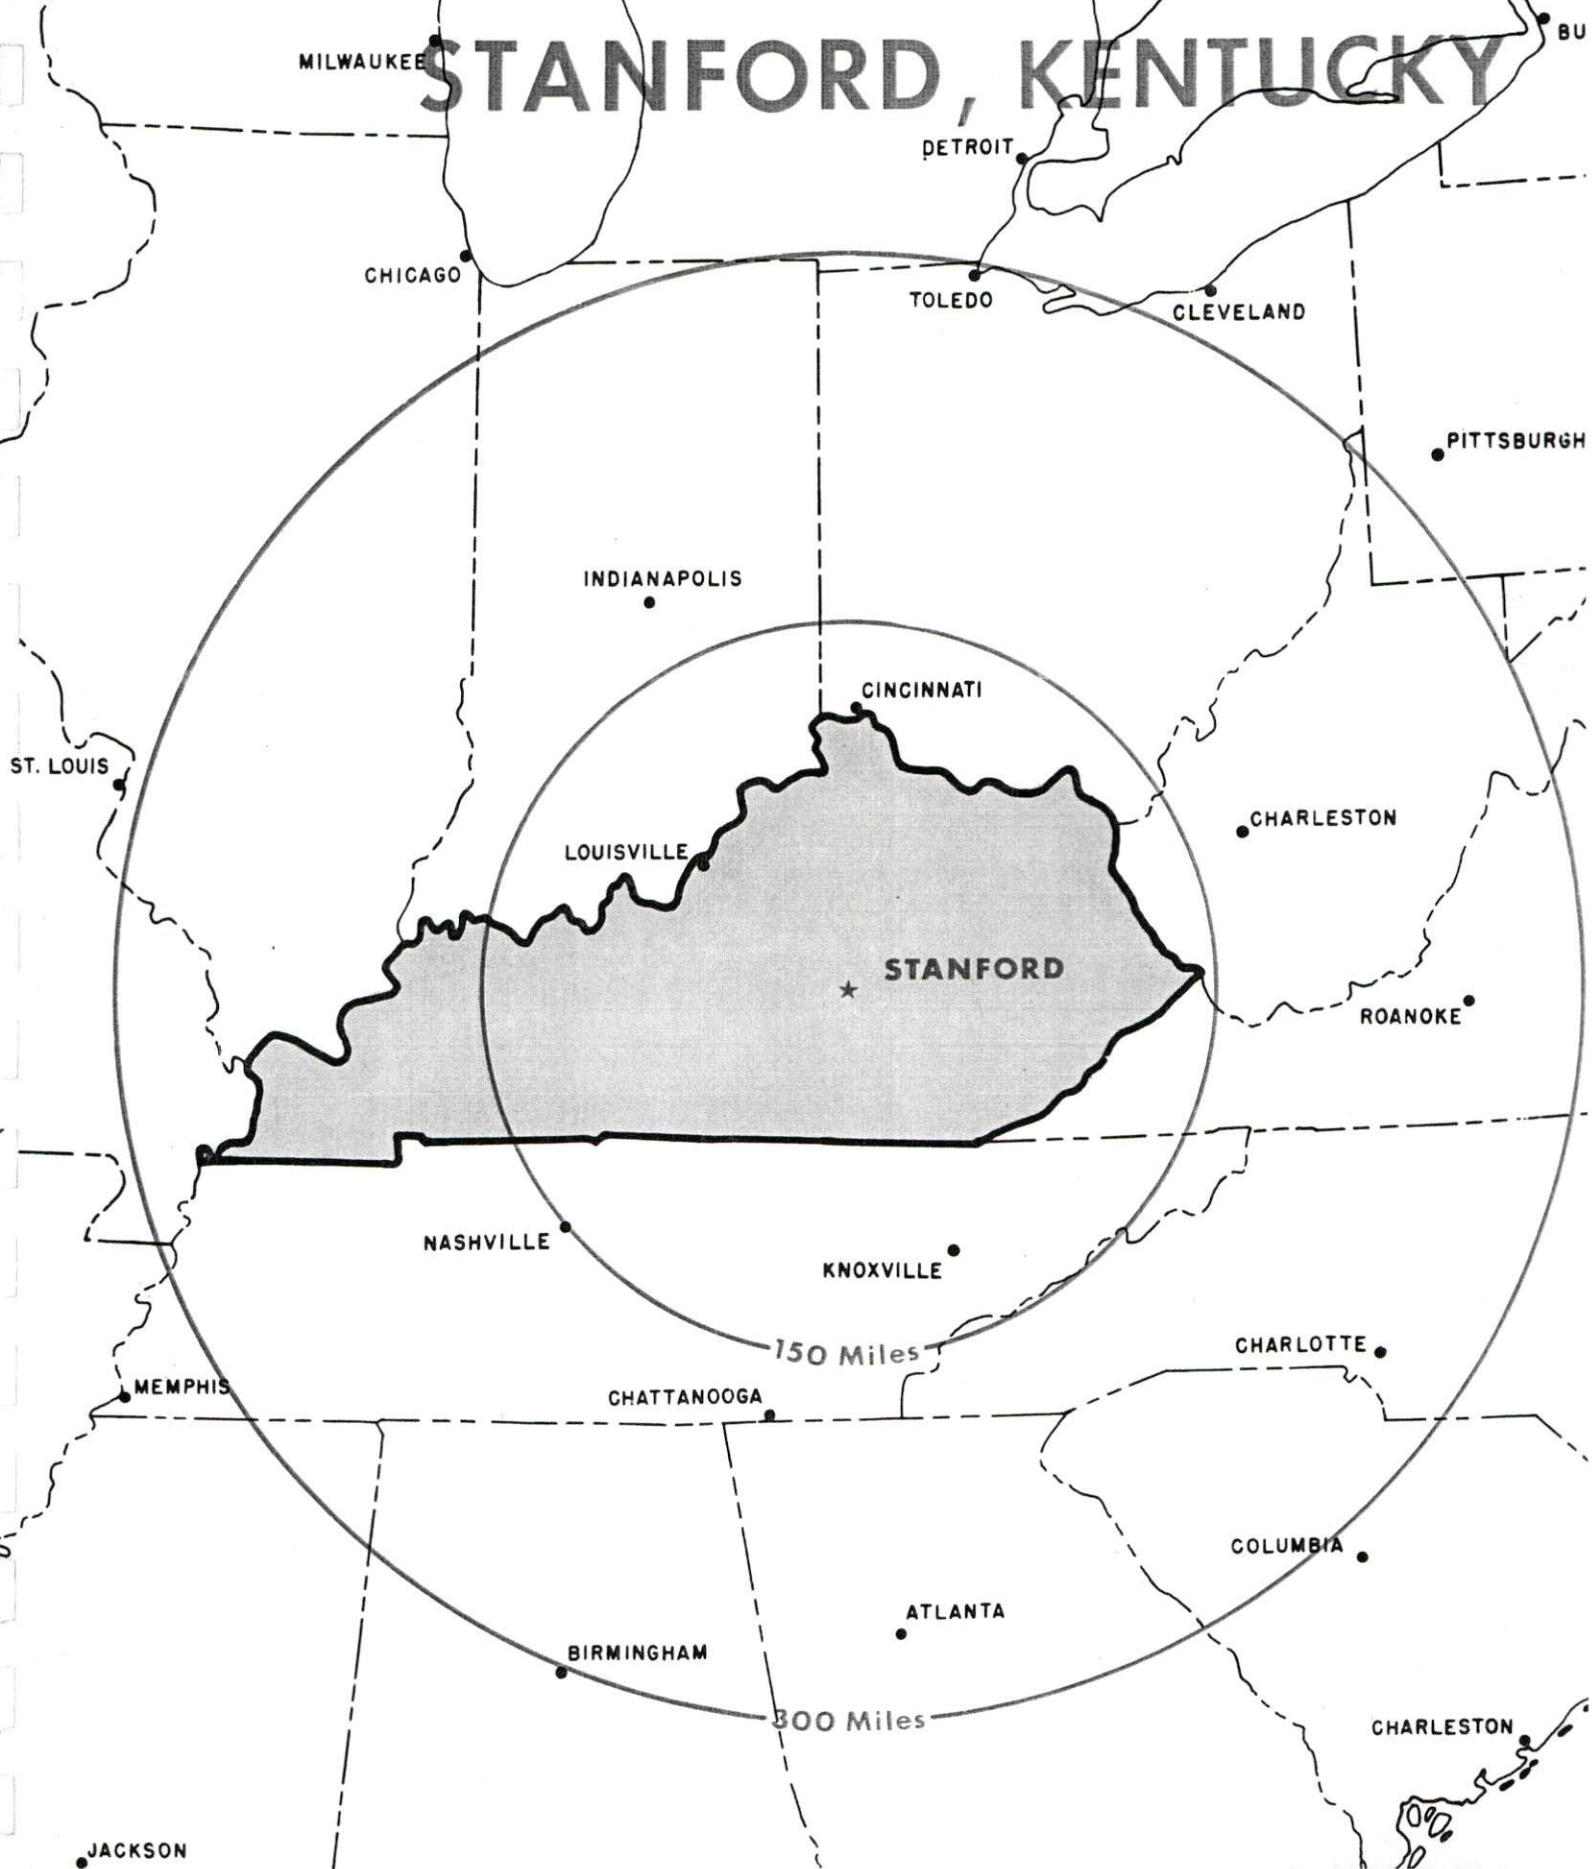 BU
MILWAUKEE
STANFORD, KENTUCKY
DETROIT
CHICAGO
TOLEDO
CLEVELAND
PITTSBURGH
INDIANAPOLIS
CINCINNATI
ST. LOUIS
CHARLESTON
LOUISVILLE
STANFORD
ROANOKE
NASHVILLE
KNOXVILLE
150 Miles
CHARLOTTE
MEMPHIS
CHATTANOOGA
COLUMBIA
ATLANTA
BIRMINGHAM
300 Miles
CHARLESTON
JACKSON